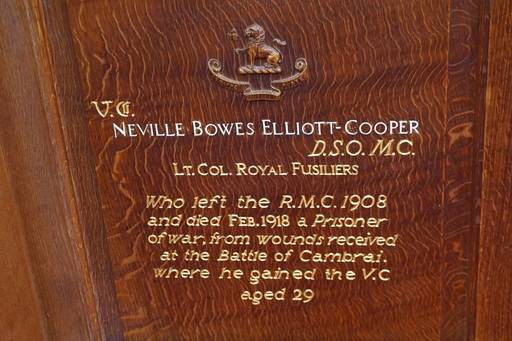 V.C.
NEVILLE BOWES ELLIOTT-COOPER
D.S.O. M.C.
LT. COL. ROYAL FUSILIERS
Who left the R.M.C. 1908
and died FEB. 1918 a Prisoner
of war, from wounds received
at the Battle of Cambrai.
where he gained the V.C
aged 29